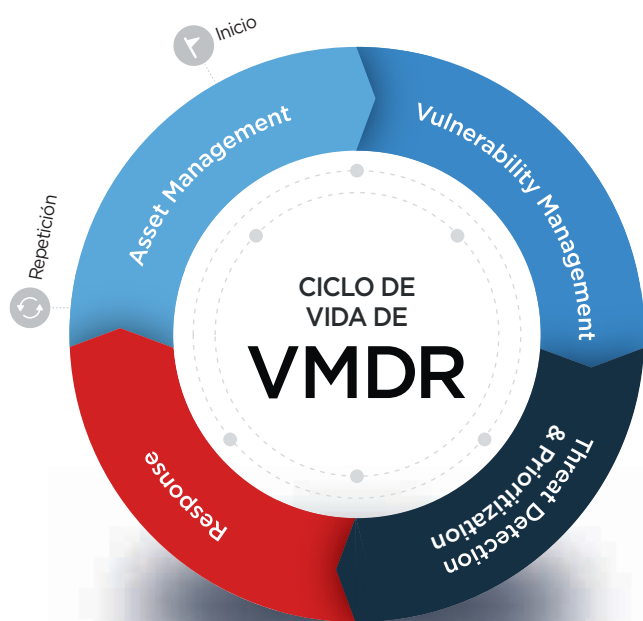 Inicio
Asset Management
Vulnerability Management
Repetición
CICLO DE
VIDA DE
VMDR
Threat Detection
& Prioritization
Response